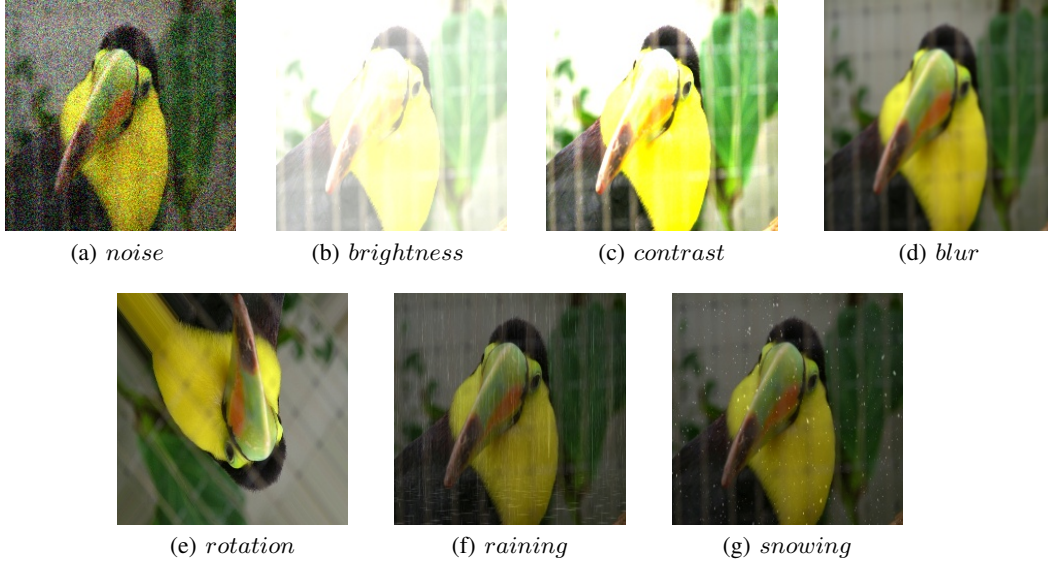 (a) noise
(b) brightness
(c) contrast
(d) blur
(e) rotation
(f) raining
(g) snowing